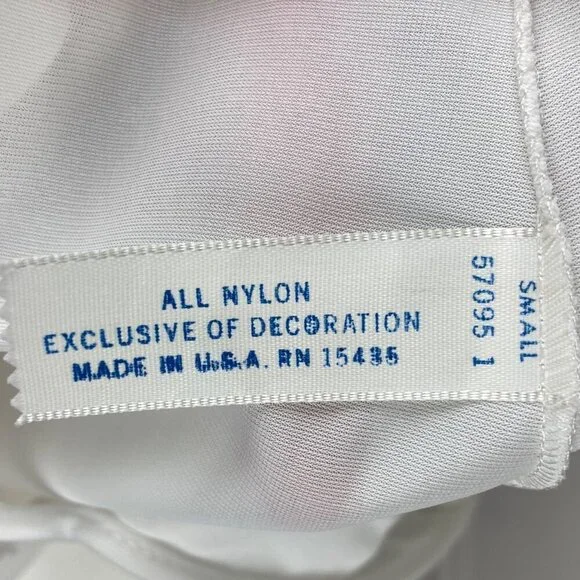 ALL NYLON
EXCLUSIVE OF DECORATION
MADE IN U.S.A. RN 15435
SMALL
57095 1